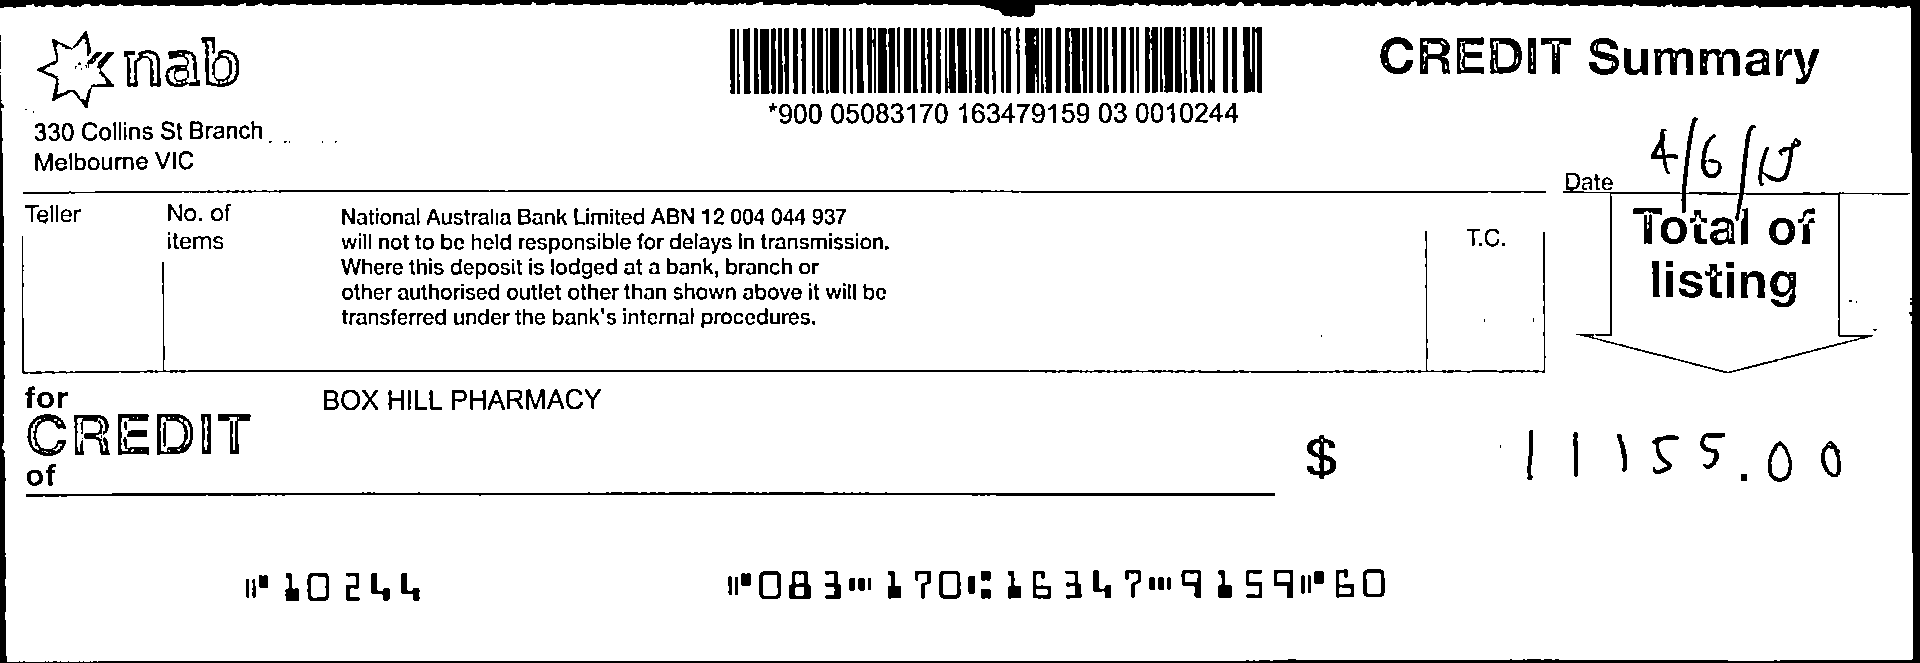 nab
*900 05083170 163479159 03 0010244
CREDIT Summary
330 Collins St Branch
Melbourne VIC
Date 4/6/15
Teller
No. of
items
National Australia Bank Limited ABN 12 004 044 937
will not to be held responsible for delays in transmission.
Where this deposit is lodged at a bank, branch or
other authorised outlet other than shown above it will be
transferred under the bank's internal procedures.
T.C.
Total of
listing
for
CREDIT
of
BOX HILL PHARMACY
$ 11155.00
⑈10244
⑈083⑉170⑆16347⑉9159⑈60